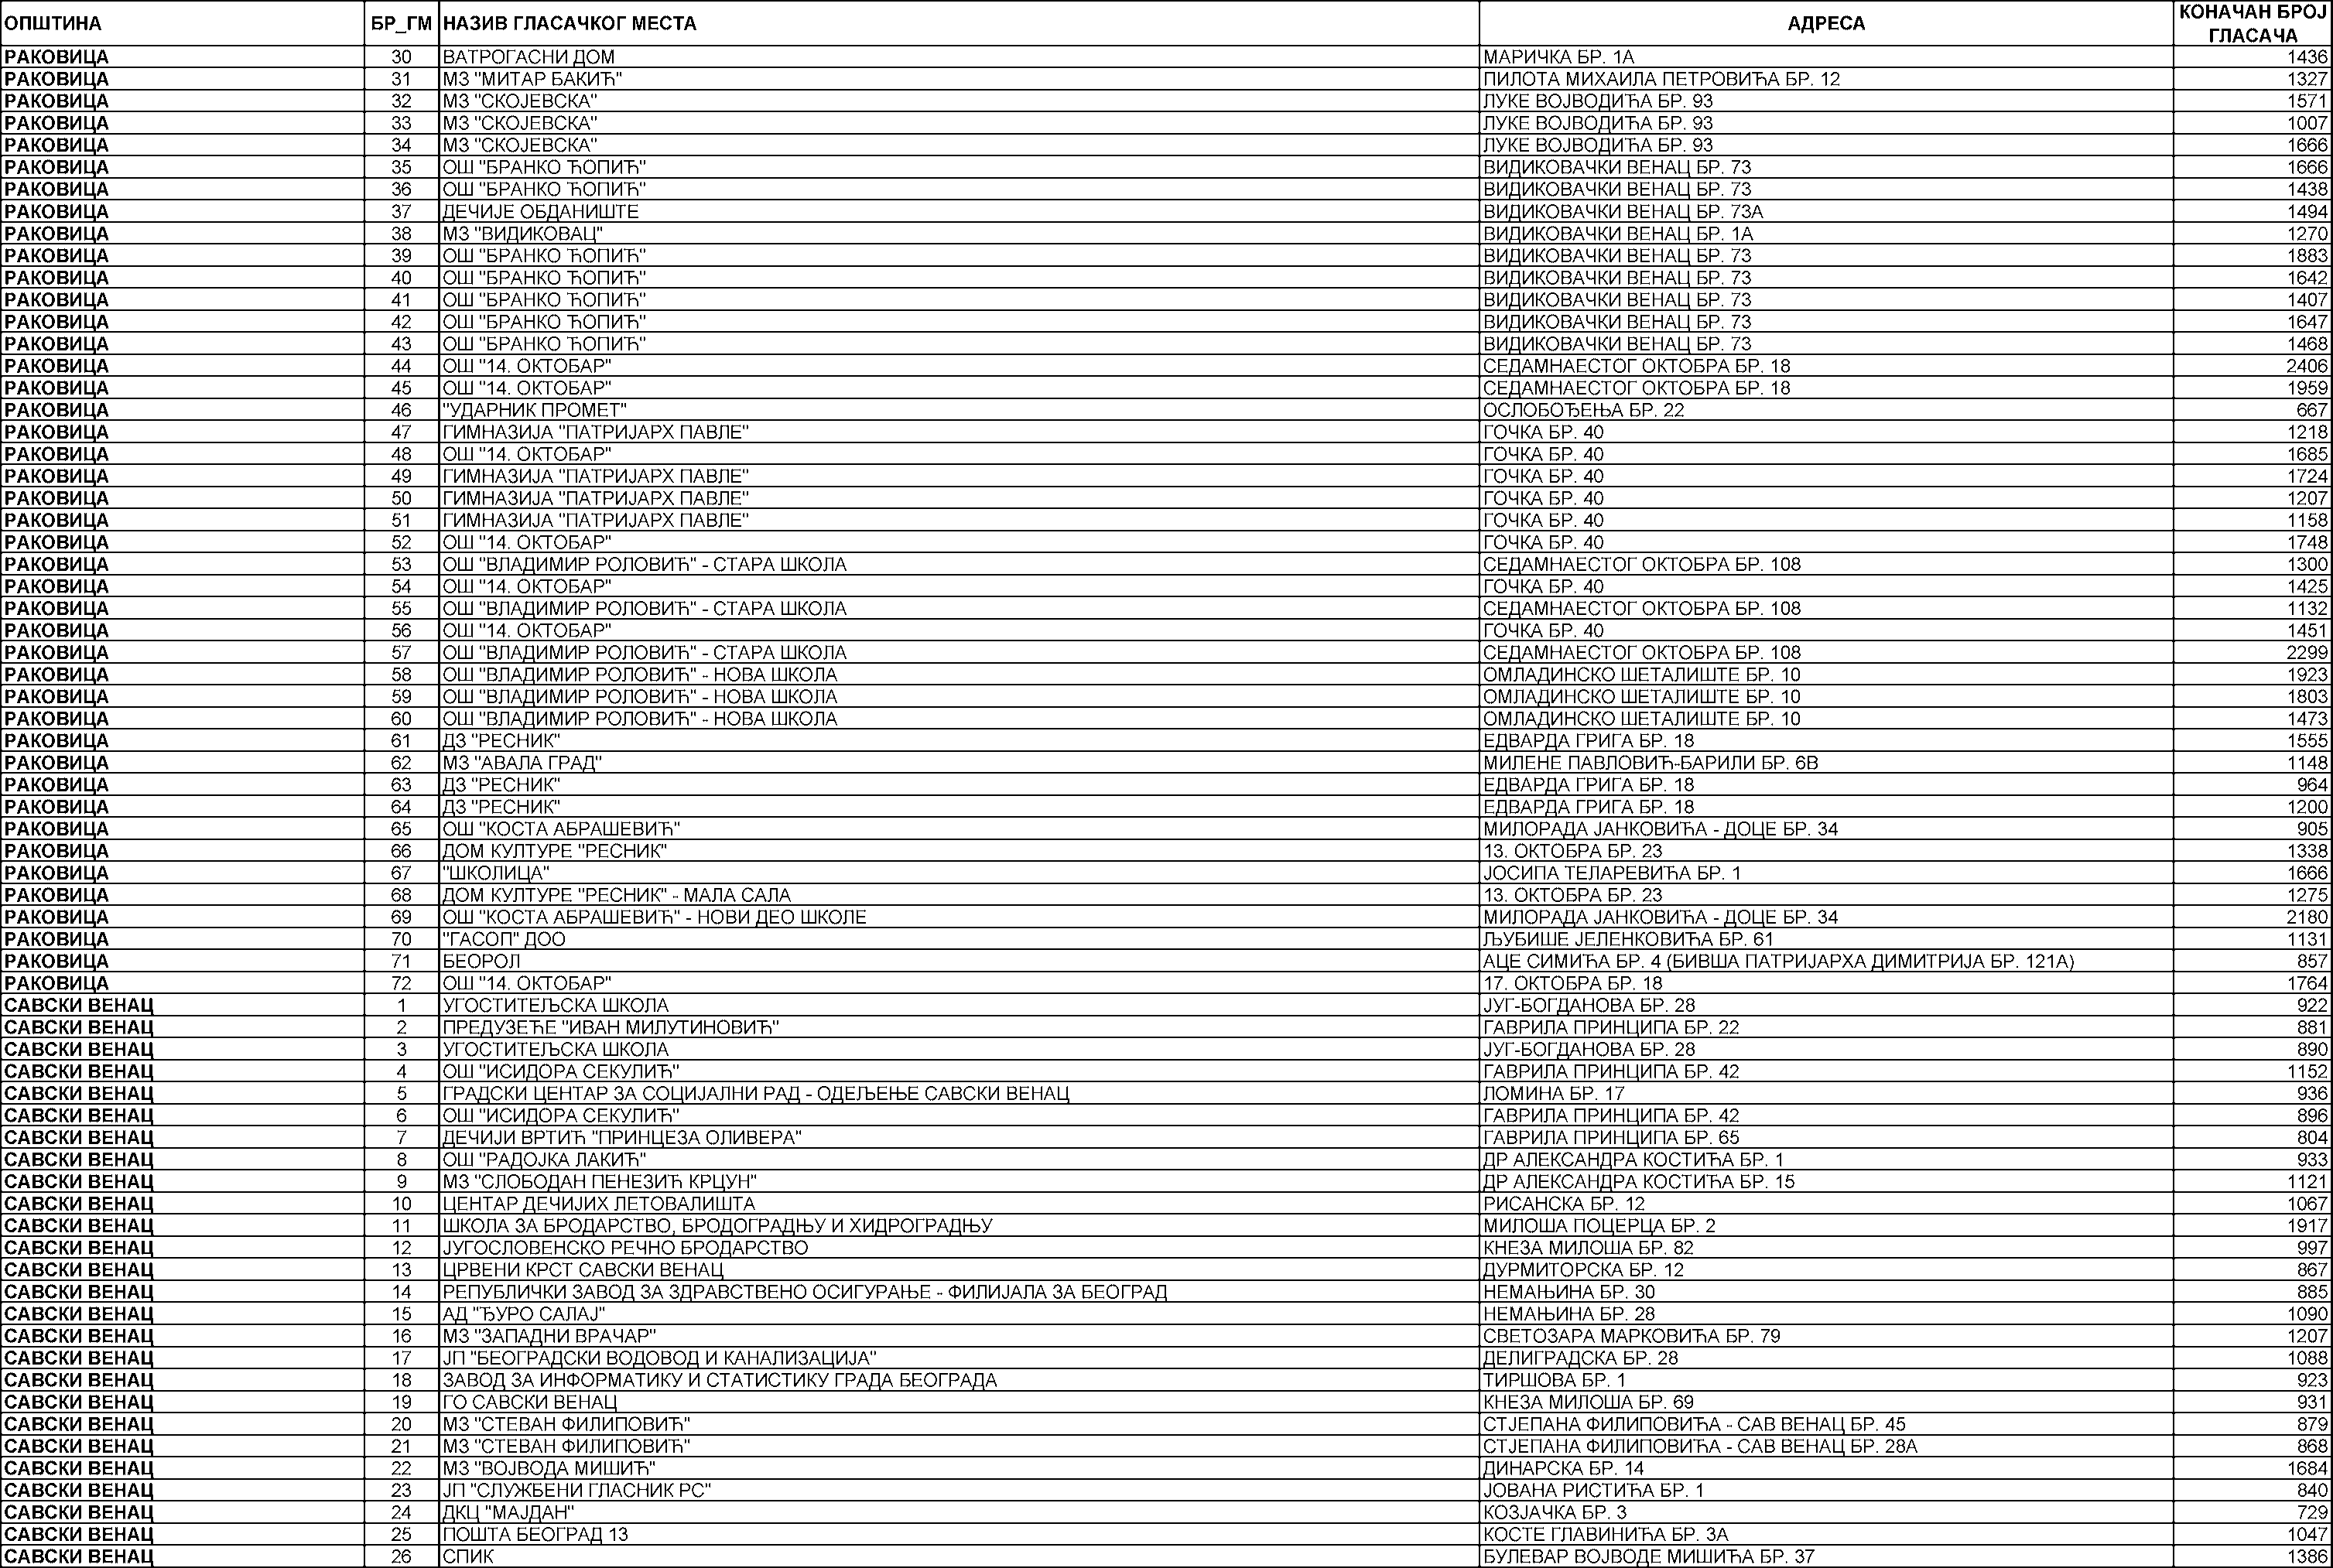 ОПШТИНА БР_ГМ НАЗИВ ГЛАСАЧКОГ МЕСТА АДРЕСА КОНАЧАН БРОЈ ГЛАСАЧА
РАКОВИЦА 30 ВАТРОГАСНИ ДОМ МАРИЧКА БР. 1А 1436
РАКОВИЦА 31 МЗ "МИТАР БАКИЋ" ПИЛОТА МИХАИЛА ПЕТРОВИЋА БР. 12 1327
РАКОВИЦА 32 МЗ "СКОЈЕВСКА" ЛУКЕ ВОЈВОДИЋА БР. 93 1571
РАКОВИЦА 33 МЗ "СКОЈЕВСКА" ЛУКЕ ВОЈВОДИЋА БР. 93 1007
РАКОВИЦА 34 МЗ "СКОЈЕВСКА" ЛУКЕ ВОЈВОДИЋА БР. 93 1666
РАКОВИЦА 35 ОШ "БРАНКО ЋОПИЋ" ВИДИКОВАЧКИ ВЕНАЦ БР. 73 1666
РАКОВИЦА 36 ОШ "БРАНКО ЋОПИЋ" ВИДИКОВАЧКИ ВЕНАЦ БР. 73 1438
РАКОВИЦА 37 ДЕЧИЈЕ ОБДАНИШТЕ ВИДИКОВАЧКИ ВЕНАЦ БР. 73А 1494
РАКОВИЦА 38 МЗ "ВИДИКОВАЦ" ВИДИКОВАЧКИ ВЕНАЦ БР. 1А 1270
РАКОВИЦА 39 ОШ "БРАНКО ЋОПИЋ" ВИДИКОВАЧКИ ВЕНАЦ БР. 73 1883
РАКОВИЦА 40 ОШ "БРАНКО ЋОПИЋ" ВИДИКОВАЧКИ ВЕНАЦ БР. 73 1642
РАКОВИЦА 41 ОШ "БРАНКО ЋОПИЋ" ВИДИКОВАЧКИ ВЕНАЦ БР. 73 1407
РАКОВИЦА 42 ОШ "БРАНКО ЋОПИЋ" ВИДИКОВАЧКИ ВЕНАЦ БР. 73 1647
РАКОВИЦА 43 ОШ "БРАНКО ЋОПИЋ" ВИДИКОВАЧКИ ВЕНАЦ БР. 73 1468
РАКОВИЦА 44 ОШ "14. ОКТОБАР" СЕДАМНАЕСТОГ ОКТОБРА БР. 18 2406
РАКОВИЦА 45 ОШ "14. ОКТОБАР" СЕДАМНАЕСТОГ ОКТОБРА БР. 18 1959
РАКОВИЦА 46 "УДАРНИК ПРОМЕТ" ОСЛОБОЂЕЊА БР. 22 667
РАКОВИЦА 47 ГИМНАЗИЈА "ПАТРИЈАРХ ПАВЛЕ" ГОЧКА БР. 40 1218
РАКОВИЦА 48 ОШ "14. ОКТОБАР" ГОЧКА БР. 40 1685
РАКОВИЦА 49 ГИМНАЗИЈА "ПАТРИЈАРХ ПАВЛЕ" ГОЧКА БР. 40 1724
РАКОВИЦА 50 ГИМНАЗИЈА "ПАТРИЈАРХ ПАВЛЕ" ГОЧКА БР. 40 1207
РАКОВИЦА 51 ГИМНАЗИЈА "ПАТРИЈАРХ ПАВЛЕ" ГОЧКА БР. 40 1158
РАКОВИЦА 52 ОШ "14. ОКТОБАР" ГОЧКА БР. 40 1748
РАКОВИЦА 53 ОШ "ВЛАДИМИР РОЛОВИЋ" - СТАРА ШКОЛА СЕДАМНАЕСТОГ ОКТОБРА БР. 108 1300
РАКОВИЦА 54 ОШ "14. ОКТОБАР" ГОЧКА БР. 40 1425
РАКОВИЦА 55 ОШ "ВЛАДИМИР РОЛОВИЋ" - СТАРА ШКОЛА СЕДАМНАЕСТОГ ОКТОБРА БР. 108 1132
РАКОВИЦА 56 ОШ "14. ОКТОБАР" ГОЧКА БР. 40 1451
РАКОВИЦА 57 ОШ "ВЛАДИМИР РОЛОВИЋ" - СТАРА ШКОЛА СЕДАМНАЕСТОГ ОКТОБРА БР. 108 2299
РАКОВИЦА 58 ОШ "ВЛАДИМИР РОЛОВИЋ" - НОВА ШКОЛА ОМЛАДИНСКО ШЕТАЛИШТЕ БР. 10 1923
РАКОВИЦА 59 ОШ "ВЛАДИМИР РОЛОВИЋ" - НОВА ШКОЛА ОМЛАДИНСКО ШЕТАЛИШТЕ БР. 10 1803
РАКОВИЦА 60 ОШ "ВЛАДИМИР РОЛОВИЋ" - НОВА ШКОЛА ОМЛАДИНСКО ШЕТАЛИШТЕ БР. 10 1473
РАКОВИЦА 61 ДЗ "РЕСНИК" ЕДВАРДА ГРИГА БР. 18 1555
РАКОВИЦА 62 МЗ "АВАЛА ГРАД" МИЛЕНЕ ПАВЛОВИЋ-БАРИЛИ БР. 6В 1148
РАКОВИЦА 63 ДЗ "РЕСНИК" ЕДВАРДА ГРИГА БР. 18 964
РАКОВИЦА 64 ДЗ "РЕСНИК" ЕДВАРДА ГРИГА БР. 18 1200
РАКОВИЦА 65 ОШ "КОСТА АБРАШЕВИЋ" МИЛОРАДА ЈАНКОВИЋА - ДОЦЕ БР. 34 905
РАКОВИЦА 66 ДОМ КУЛТУРЕ "РЕСНИК" 13. ОКТОБРА БР. 23 1338
РАКОВИЦА 67 "ШКОЛИЦА" ЈОСИПА ТЕЛАРЕВИЋА БР. 1 1666
РАКОВИЦА 68 ДОМ КУЛТУРЕ "РЕСНИК" - МАЛА САЛА 13. ОКТОБРА БР. 23 1275
РАКОВИЦА 69 ОШ "КОСТА АБРАШЕВИЋ" - НОВИ ДЕО ШКОЛЕ МИЛОРАДА ЈАНКОВИЋА - ДОЦЕ БР. 34 2180
РАКОВИЦА 70 "ГАСОП" ДОО ЉУБИШЕ ЈЕЛЕНКОВИЋА БР. 61 1131
РАКОВИЦА 71 БЕОРОЛ АЦЕ СИМИЋА БР. 4 (БИВША ПАТРИЈАРХА ДИМИТРИЈА БР. 121А) 857
РАКОВИЦА 72 ОШ "14. ОКТОБАР" 17. ОКТОБРА БР. 18 1764
САВСКИ ВЕНАЦ 1 УГОСТИТЕЉСКА ШКОЛА ЈУГ-БОГДАНОВА БР. 28 922
САВСКИ ВЕНАЦ 2 ПРЕДУЗЕЋЕ "ИВАН МИЛУТИНОВИЋ" ГАВРИЛА ПРИНЦИПА БР. 22 881
САВСКИ ВЕНАЦ 3 УГОСТИТЕЉСКА ШКОЛА ЈУГ-БОГДАНОВА БР. 28 890
САВСКИ ВЕНАЦ 4 ОШ "ИСИДОРА СЕКУЛИЋ" ГАВРИЛА ПРИНЦИПА БР. 42 1152
САВСКИ ВЕНАЦ 5 ГРАДСКИ ЦЕНТАР ЗА СОЦИЈАЛНИ РАД - ОДЕЉЕЊЕ САВСКИ ВЕНАЦ ЛОМИНА БР. 17 936
САВСКИ ВЕНАЦ 6 ОШ "ИСИДОРА СЕКУЛИЋ" ГАВРИЛА ПРИНЦИПА БР. 42 896
САВСКИ ВЕНАЦ 7 ДЕЧИЈИ ВРТИЋ "ПРИНЦЕЗА ОЛИВЕРА" ГАВРИЛА ПРИНЦИПА БР. 65 804
САВСКИ ВЕНАЦ 8 ОШ "РАДОЈКА ЛАКИЋ" ДР АЛЕКСАНДРА КОСТИЋА БР. 1 933
САВСКИ ВЕНАЦ 9 МЗ "СЛОБОДАН ПЕНЕЗИЋ КРЦУН" ДР АЛЕКСАНДРА КОСТИЋА БР. 15 1121
САВСКИ ВЕНАЦ 10 ЦЕНТАР ДЕЧИЈИХ ЛЕТОВАЛИШТА РИСАНСКА БР. 12 1067
САВСКИ ВЕНАЦ 11 ШКОЛА ЗА БРОДАРСТВО, БРОДОГРАДЊУ И ХИДРОГРАДЊУ МИЛОША ПОЦЕРЦА БР. 2 1917
САВСКИ ВЕНАЦ 12 ЈУГОСЛОВЕНСКО РЕЧНО БРОДАРСТВО КНЕЗА МИЛОША БР. 82 997
САВСКИ ВЕНАЦ 13 ЦРВЕНИ КРСТ САВСКИ ВЕНАЦ ДУРМИТОРСКА БР. 12 867
САВСКИ ВЕНАЦ 14 РЕПУБЛИЧКИ ЗАВОД ЗА ЗДРАВСТВЕНО ОСИГУРАЊЕ - ФИЛИЈАЛА ЗА БЕОГРАД НЕМАЊИНА БР. 30 885
САВСКИ ВЕНАЦ 15 АД "ЂУРО САЛАЈ" НЕМАЊИНА БР. 28 1090
САВСКИ ВЕНАЦ 16 МЗ "ЗАПАДНИ ВРАЧАР" СВЕТОЗАРА МАРКОВИЋА БР. 79 1207
САВСКИ ВЕНАЦ 17 ЈП "БЕОГРАДСКИ ВОДОВОД И КАНАЛИЗАЦИЈА" ДЕЛИГРАДСКА БР. 28 1088
САВСКИ ВЕНАЦ 18 ЗАВОД ЗА ИНФОРМАТИКУ И СТАТИСТИКУ ГРАДА БЕОГРАДА ТИРШОВА БР. 1 923
САВСКИ ВЕНАЦ 19 ГО САВСКИ ВЕНАЦ КНЕЗА МИЛОША БР. 69 931
САВСКИ ВЕНАЦ 20 МЗ "СТЕВАН ФИЛИПОВИЋ" СТЈЕПАНА ФИЛИПОВИЋА - САВ ВЕНАЦ БР. 45 879
САВСКИ ВЕНАЦ 21 МЗ "СТЕВАН ФИЛИПОВИЋ" СТЈЕПАНА ФИЛИПОВИЋА - САВ ВЕНАЦ БР. 28А 868
САВСКИ ВЕНАЦ 22 МЗ "ВОЈВОДА МИШИЋ" ДИНАРСКА БР. 14 1684
САВСКИ ВЕНАЦ 23 ЈП "СЛУЖБЕНИ ГЛАСНИК РС" ЈОВАНА РИСТИЋА БР. 1 840
САВСКИ ВЕНАЦ 24 ДКЦ "МАЈДАН" КОЗЈАЧКА БР. 3 729
САВСКИ ВЕНАЦ 25 ПОШТА БЕОГРАД 13 КОСТЕ ГЛАВИНИЋА БР. 3А 1047
САВСКИ ВЕНАЦ 26 СПИК БУЛЕВАР ВОЈВОДЕ МИШИЋА БР. 37 1386